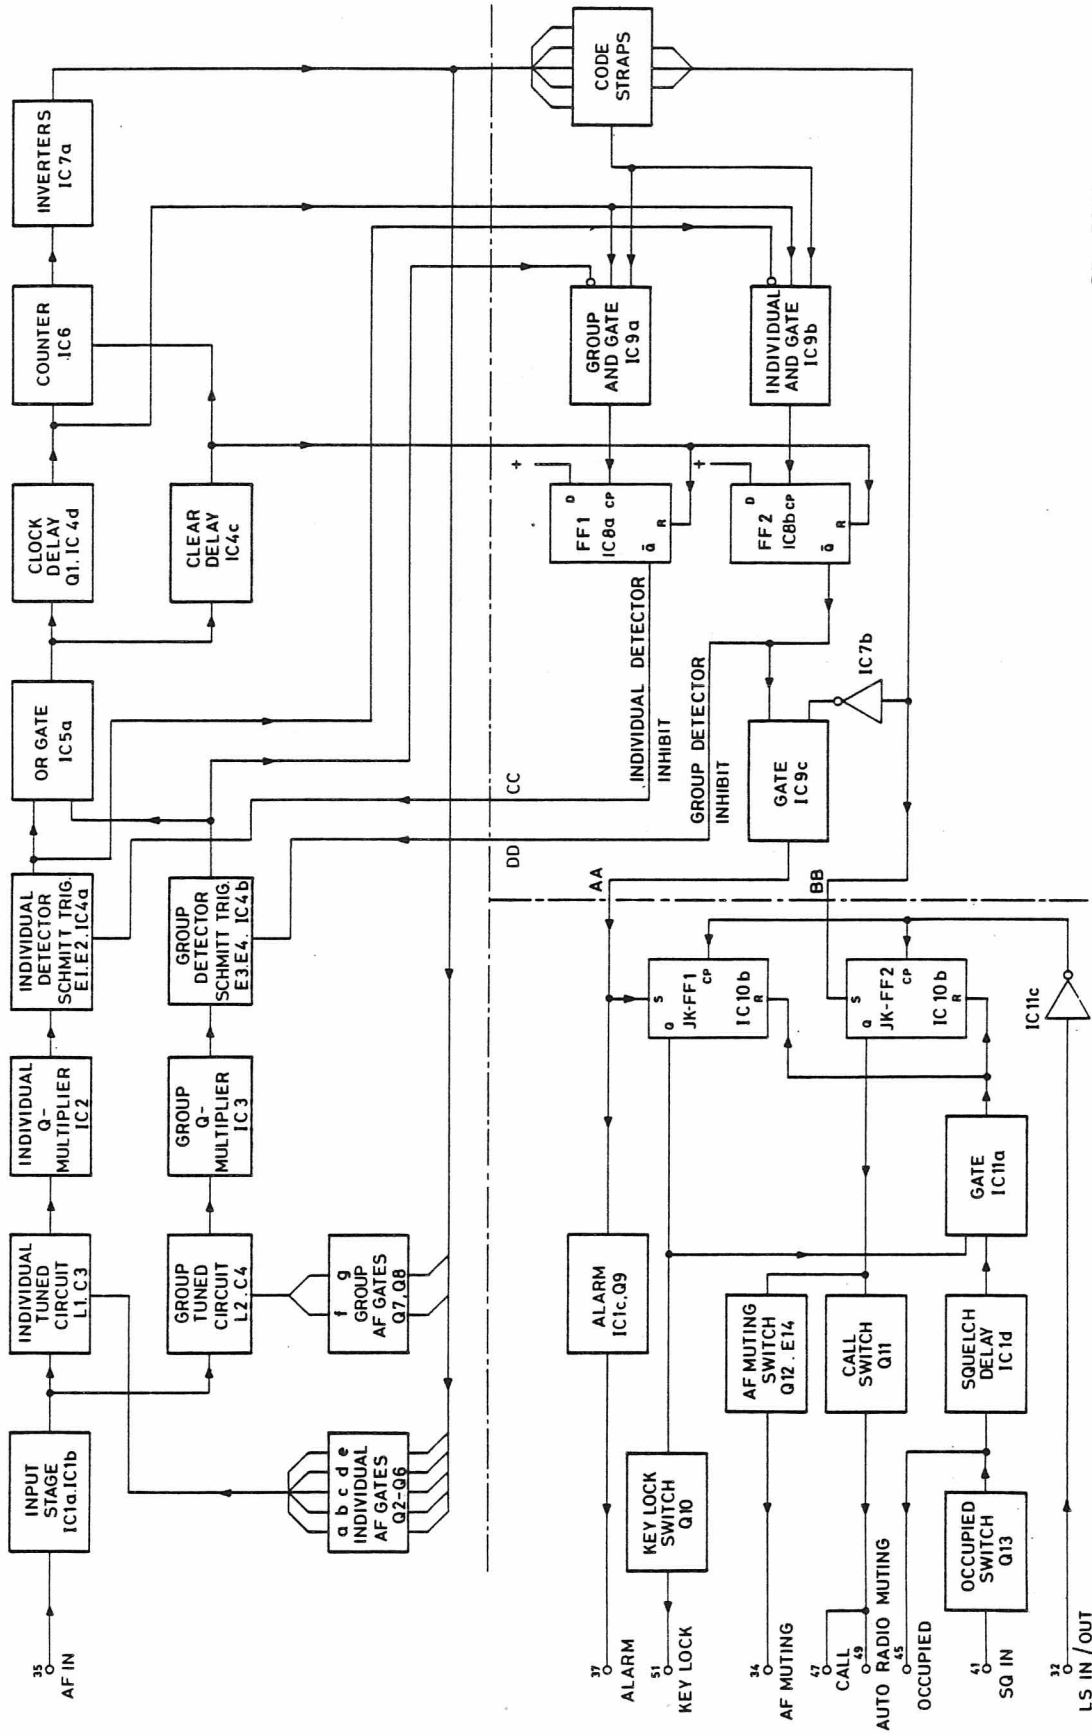 35
AF IN
INPUT
STAGE
IC1a.IC1b
INDIVIDUAL
TUNED
CIRCUIT
L1.C3
INDIVIDUAL
Q-
MULTIPLIER
IC2
INDIVIDUAL
DETECTOR
SCHMITT TRIG.
E1.E2.IC4a
OR GATE
IC5a
CLOCK
DELAY
Q1.IC4d
COUNTER
.IC6
INVERTERS
IC7a
GROUP
TUNED
CIRCUIT
L2.C4
GROUP
Q-
MULTIPLIER
IC3
GROUP
DETECTOR
SCHMITT TRIG.
E3.E4.IC4b
CLEAR
DELAY
IC4c
a b c d e
INDIVIDUAL
AF GATES
Q2-Q6
f g
GROUP
AF GATES
Q7,Q8
DD
CC
INDIVIDUAL DETECTOR
INHIBIT
GROUP DETECTOR
INHIBIT
+
D
FF1
IC8a CP
Q̄ R
GROUP
AND GATE
IC9a
CODE
STRAPS
+
D
FF2
IC8b CP
Q̄ R
INDIVIDUAL
AND GATE
IC9b
GATE
IC9c
IC7b
AA
BB
37
ALARM
ALARM
IC1c,Q9
S
Q
JK-FF1
CP
IC10b
R
51
KEY LOCK
KEY LOCK
SWITCH
Q10
34
AF MUTING
AF MUTING
SWITCH
Q12.E14
47
CALL
49
AUTO RADIO MUTING
CALL
SWITCH
Q11
S
Q
JK-FF2
CP
IC10b
R
45
OCCUPIED
41
SQ IN
OCCUPIED
SWITCH
Q13
SQUELCH
DELAY
IC1d
GATE
IC11a
32
LS IN/OUT
IC11c